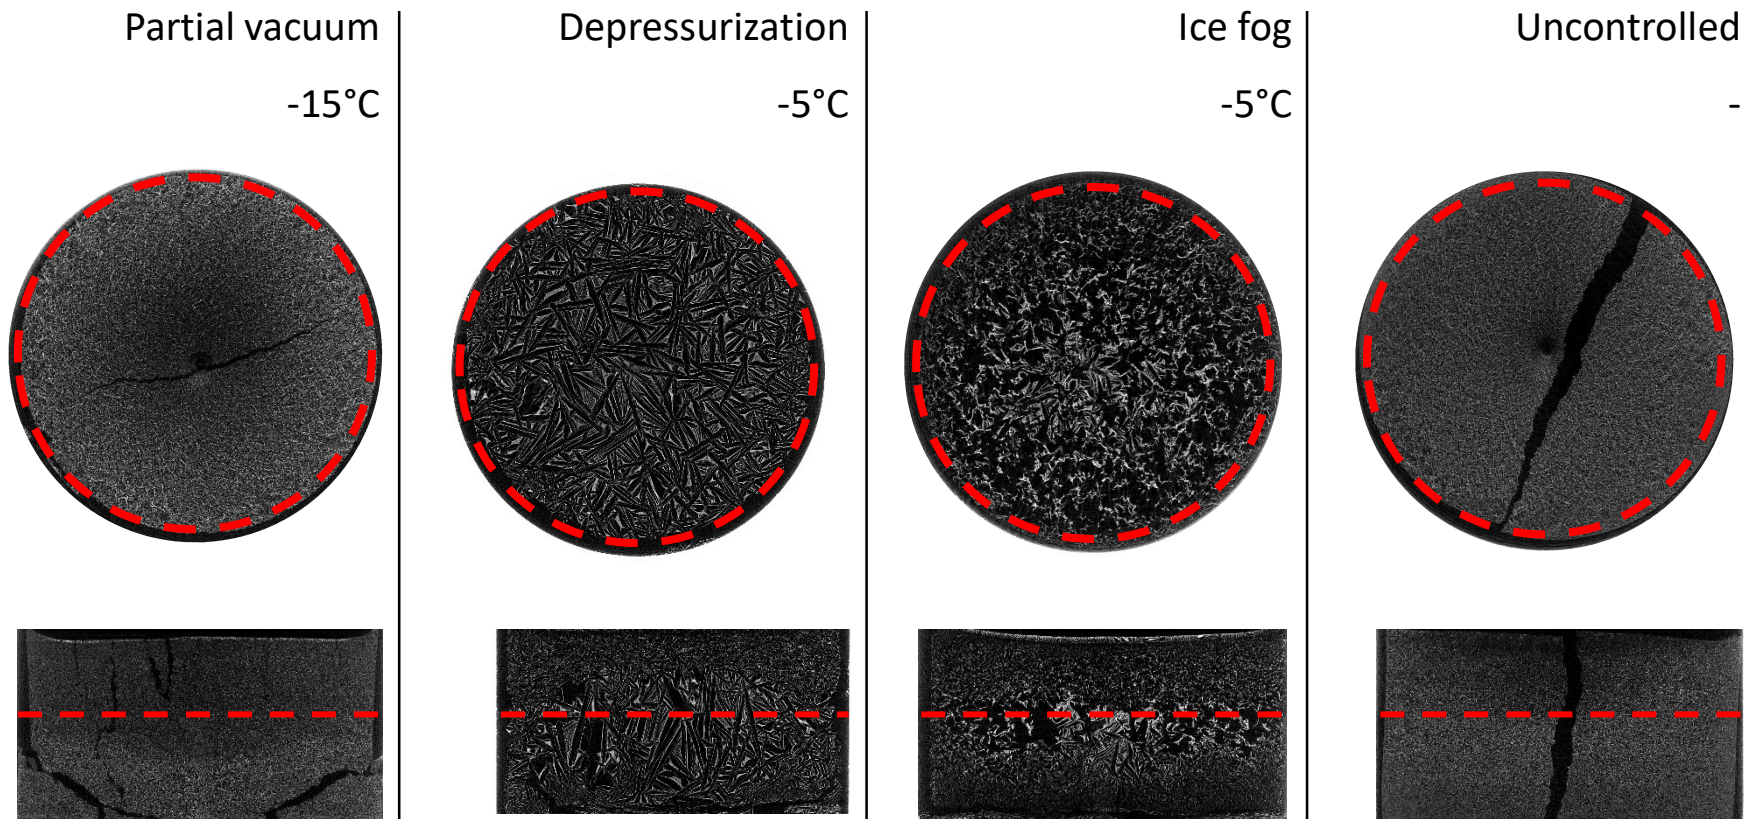 Partial vacuum
-15°C
Depressurization
-5°C
Ice fog
-5°C
Uncontrolled
-